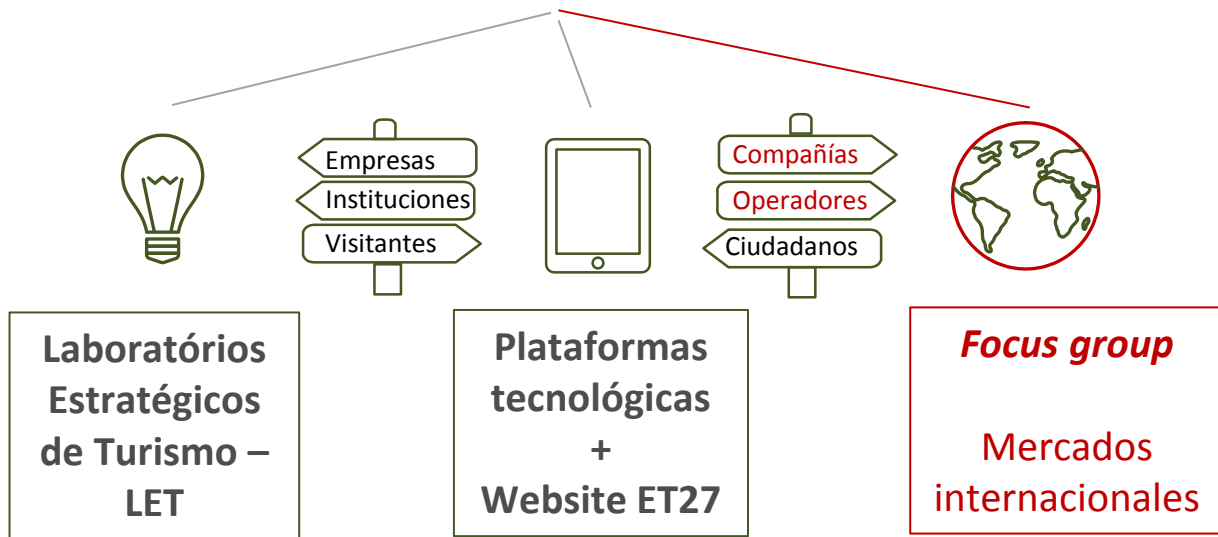 Empresas
Instituciones
Visitantes
Compañías
Operadores
Ciudadanos
Laboratórios
Estratégicos
de Turismo –
LET
Plataformas
tecnológicas
+
Website ET27
Focus group
Mercados
internacionales